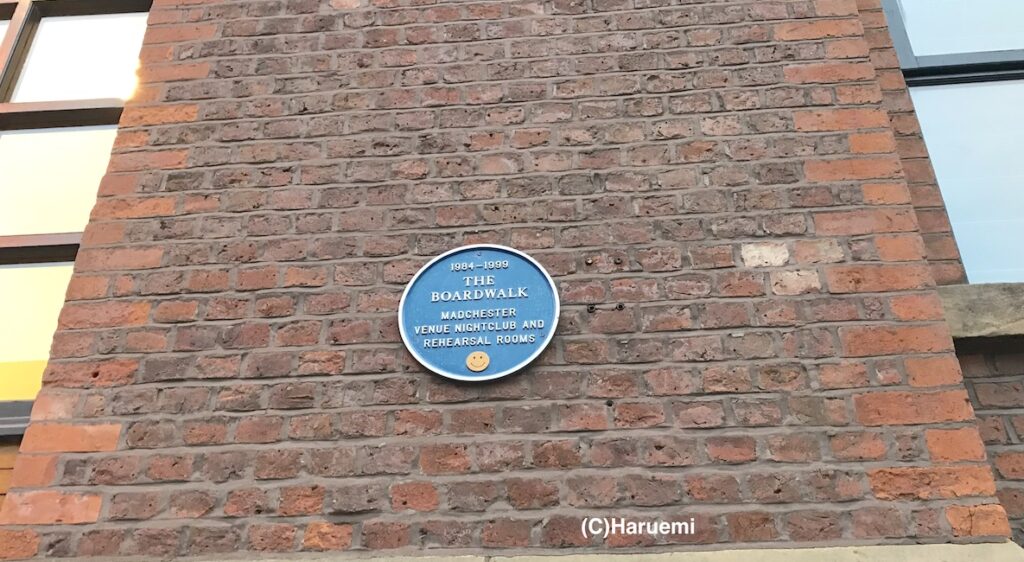 1984–1999
THE
BOARDWALK
MADCHESTER
VENUE NIGHTCLUB AND
REHEARSAL ROOMS
(C)Haruemi